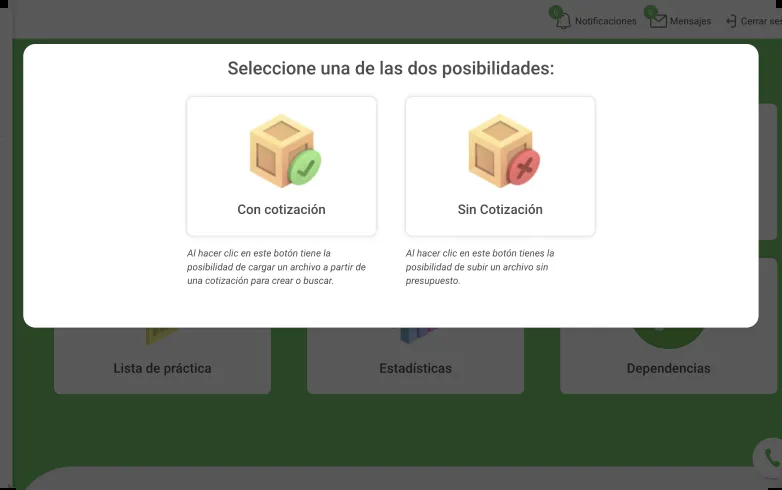 Notificaciones
Mensajes
Cerrar ses
Seleccione una de las dos posibilidades:
Con cotización
Sin Cotización
Al hacer clic en este botón tiene la
posibilidad de cargar un archivo a partir de
una cotización para crear o buscar.
Al hacer clic en este botón tienes la
posibilidad de subir un archivo sin
presupuesto.
Lista de práctica
Estadísticas
Dependencias